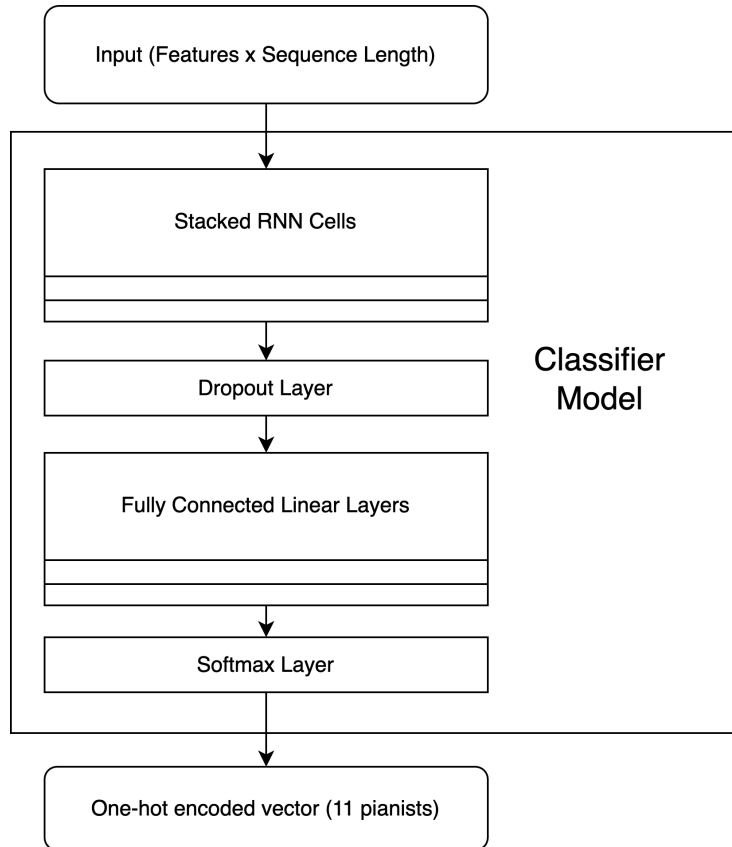 Input (Features x Sequence Length)
Stacked RNN Cells
Classifier
Model
Dropout Layer
Fully Connected Linear Layers
Softmax Layer
One-hot encoded vector (11 pianists)